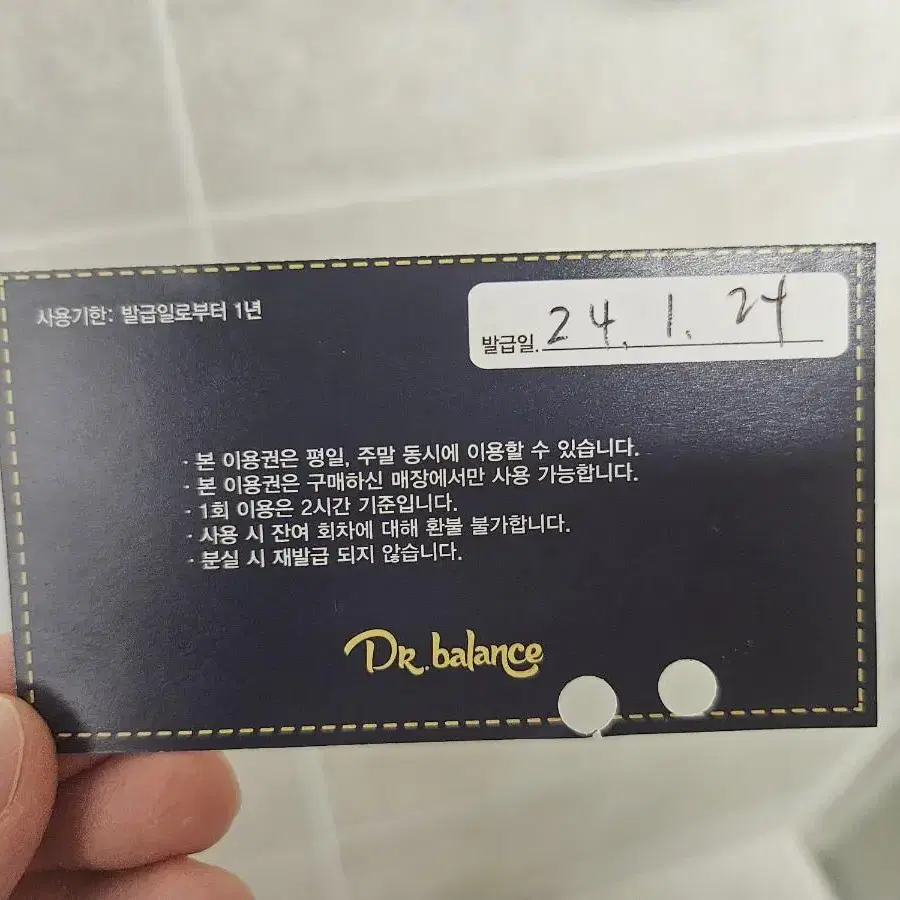 사용기한: 발급일로부터 1년
발급일. 24. 1. 24
· 본 이용권은 평일, 주말 동시에 이용할 수 있습니다.
· 본 이용권은 구매하신 매장에서만 사용 가능합니다.
· 1회 이용은 2시간 기준입니다.
· 사용 시 잔여 회차에 대해 환불 불가합니다.
· 분실 시 재발급 되지 않습니다.
DR.balance